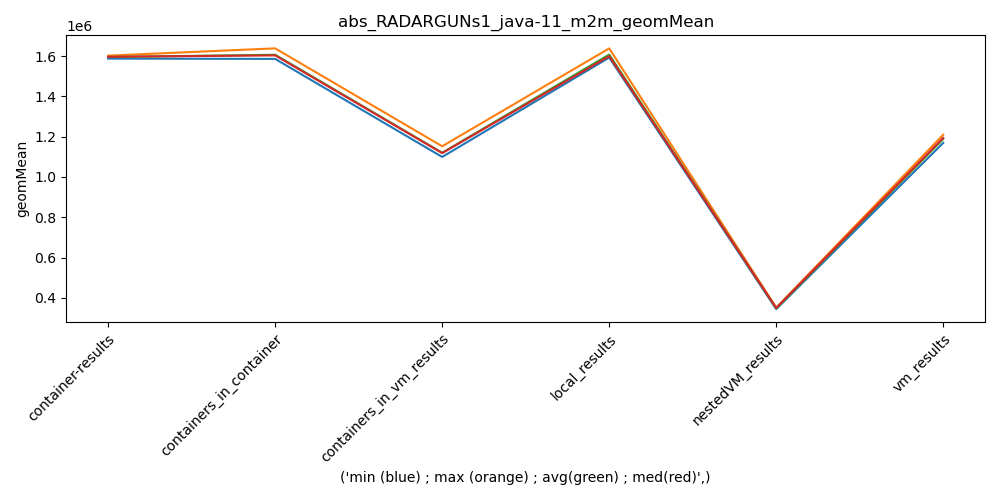 abs_RADARGUNs1_java-11_m2m_geomMean
1e6
1.6
1.4
1.2
1.0
0.8
0.6
0.4
geomMean
container-results
containers_in_container
containers_in_vm_results
local_results
nestedVM_results
vm_results
('min (blue) ; max (orange) ; avg(green) ; med(red)',)